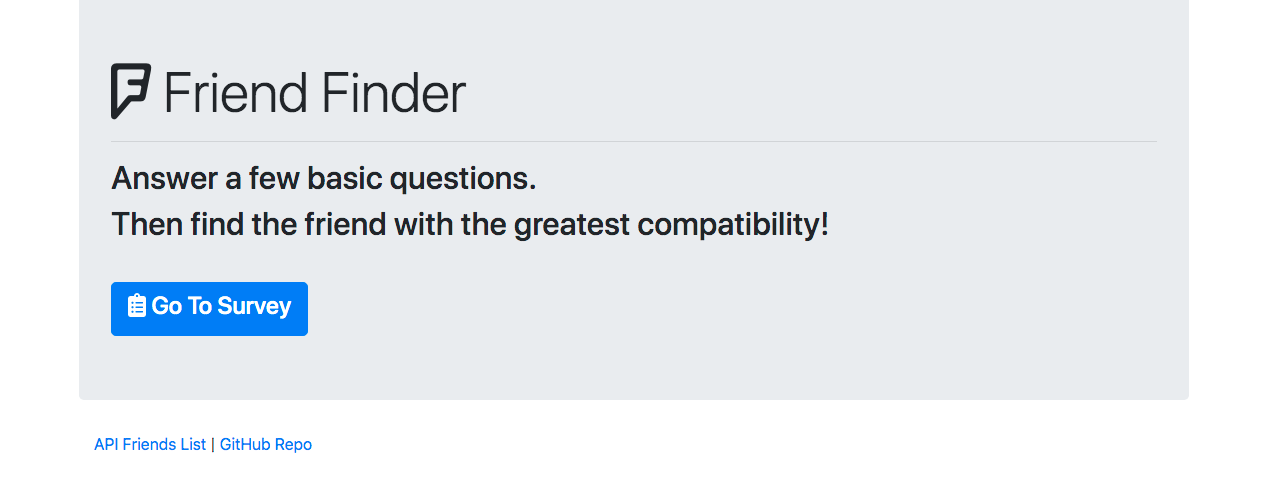 Friend Finder
Answer a few basic questions.
Then find the friend with the greatest compatibility!
Go To Survey
API Friends List | GitHub Repo